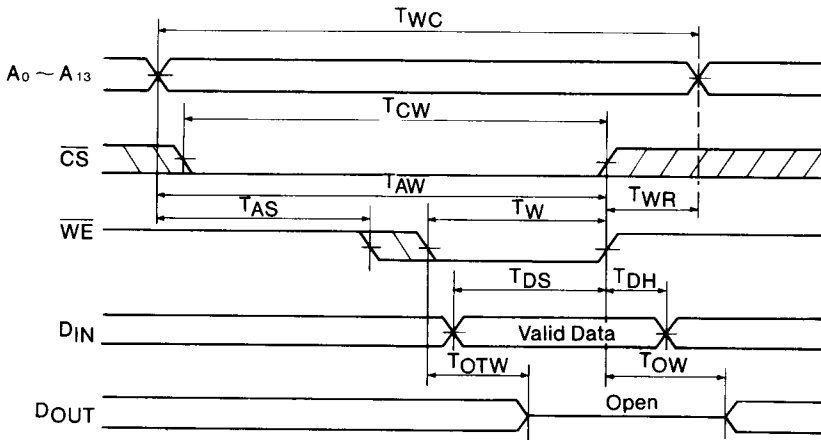 TWC
A0 ~ A13
TCW
CS
TAW
TAS
TW
TWR
WE
TDS
TDH
DIN
Valid Data
TOTW
TOW
DOUT
Open